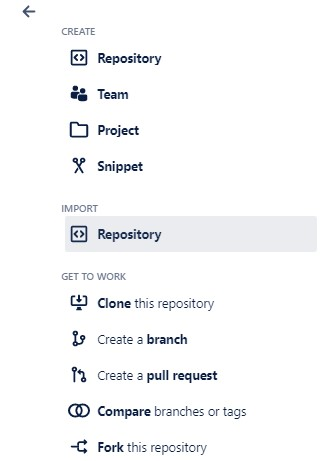 CREATE
Repository
Team
Project
Snippet
IMPORT
Repository
GET TO WORK
Clone this repository
Create a branch
Create a pull request
Compare branches or tags
Fork this repository